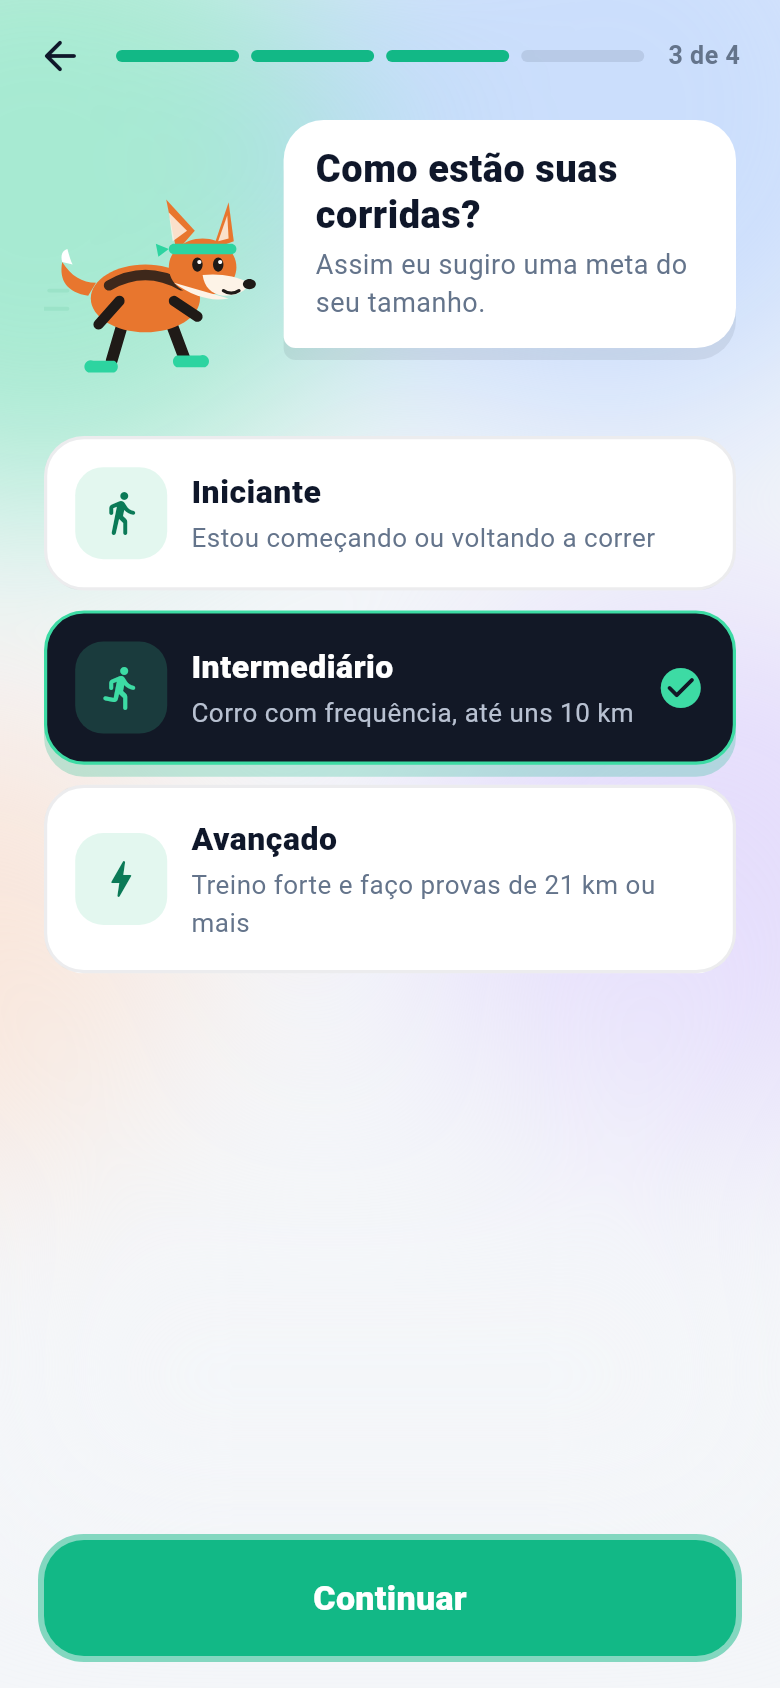 3 de 4
Como estão suas
corridas?
Assim eu sugiro uma meta do
seu tamanho.
Iniciante
Estou começando ou voltando a correr
Intermediário
Corro com frequência, até uns 10 km
Avançado
Treino forte e faço provas de 21 km ou
mais
Continuar